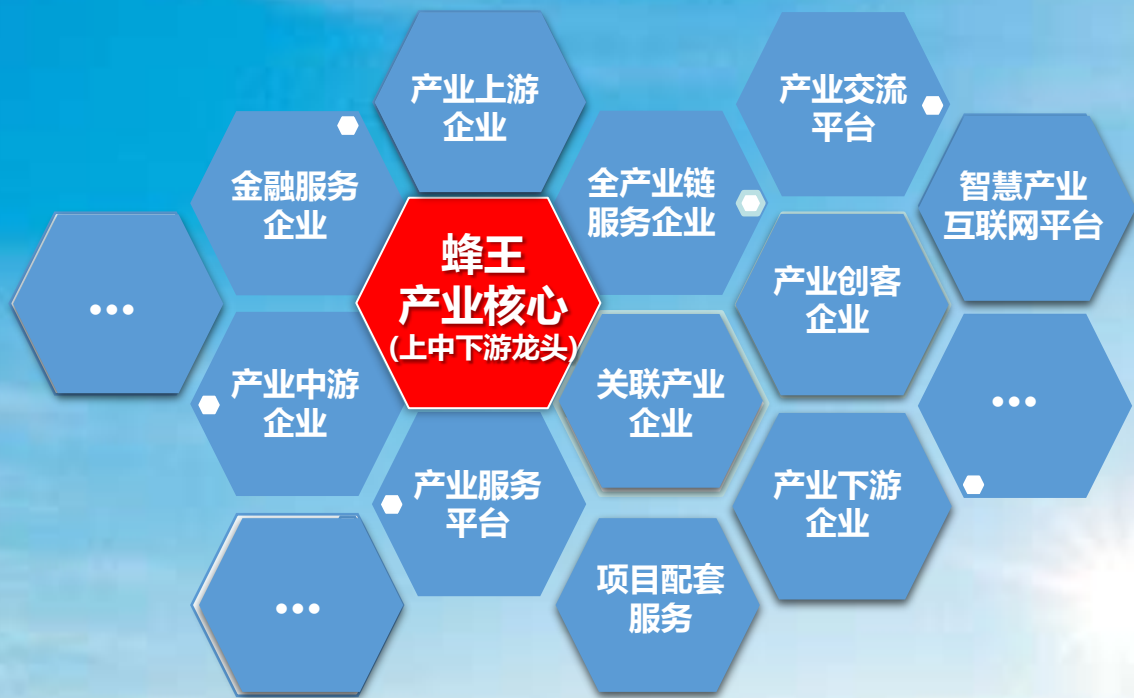 产业上游
企业
产业交流
平台
金融服务
企业
全产业链
服务企业
智慧产业
互联网平台
蜂王
产业核心
(上中下游龙头)
产业创客
企业
•••
产业中游
企业
关联产业
企业
•••
产业服务
平台
产业下游
企业
•••
项目配套
服务